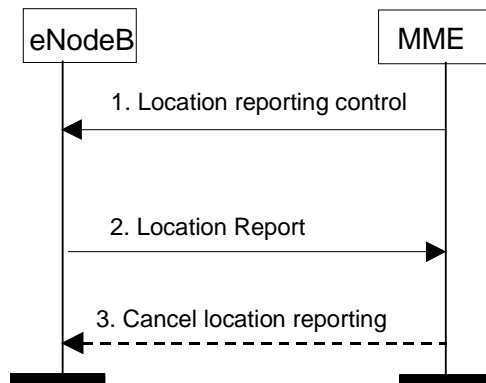 eNodeB
MME
1. Location reporting control
2. Location Report
3. Cancel location reporting